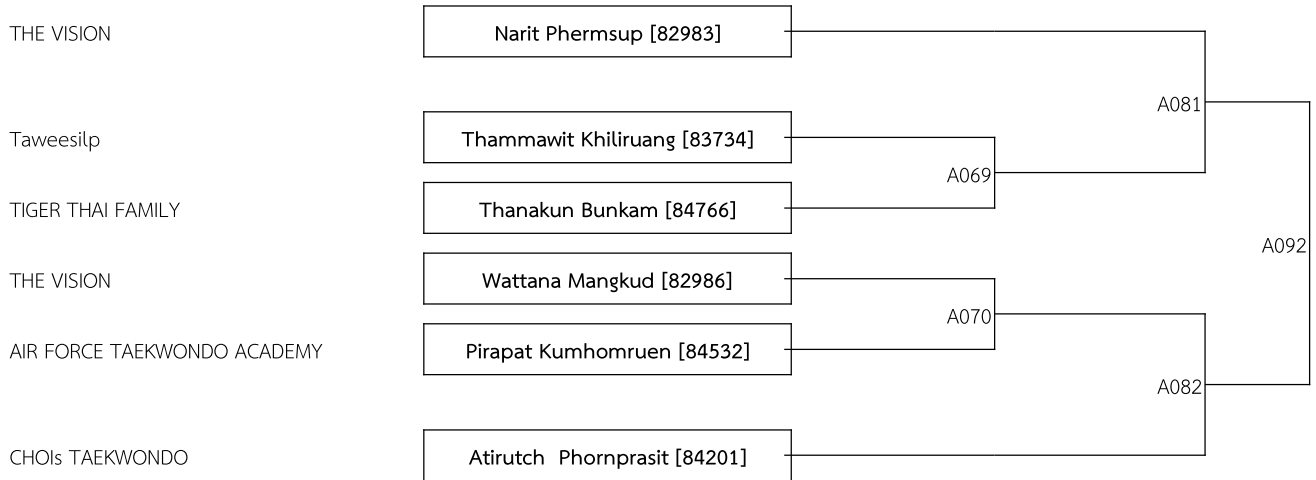 THE VISION
Narit Phermsup [82983]
A081
Taweesilp
Thammawit Khiliruang [83734]
A069
TIGER THAI FAMILY
Thanakun Bunkam [84766]
A092
THE VISION
Wattana Mangkud [82986]
A070
AIR FORCE TAEKWONDO ACADEMY
Pirapat Kumhomruen [84532]
A082
CHOIs TAEKWONDO
Atirutch  Phornprasit [84201]